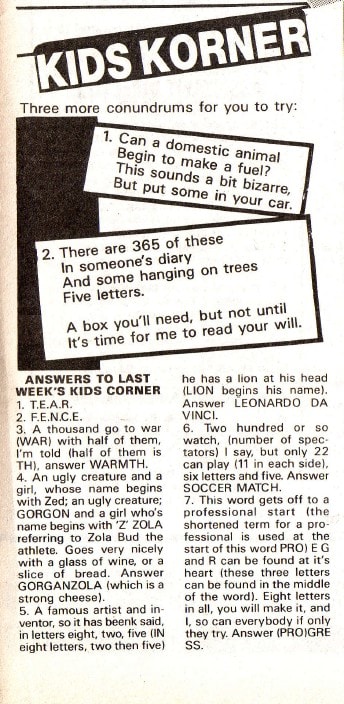 KIDS KORNER
Three more conundrums for you to try:
1. Can a domestic animal
Begin to make a fuel?
This sounds a bit bizarre,
But put some in your car.
2. There are 365 of these
In someone's diary
And some hanging on trees
Five letters.
A box you'll need, but not until
It's time for me to read your will.
ANSWERS TO LAST
WEEK'S KIDS CORNER
1. T.E.A.R.
2. F.E.N.C.E.
3. A thousand go to war
(WAR) with half of them,
I'm told (half of them is
TH), answer WARMTH.
4. An ugly creature and a
girl, whose name begins
with Zed; an ugly creature;
GORGON and a girl who's
name begins with 'Z' ZOLA
referring to Zola Bud the
athlete. Goes very nicely
with a glass of wine, or a
slice of bread. Answer
GORGANZOLA (which is a
strong cheese).
5. A famous artist and in-
ventor, so it has beenk said,
in letters eight, two, five (IN
eight letters, two then five)
he has a lion at his head
(LION begins his name).
Answer LEONARDO DA
VINCI.
6. Two hundred or so
watch, (number of spec-
tators) I say, but only 22
can play (11 in each side),
six letters and five. Answer
SOCCER MATCH.
7. This word gets off to a
professional start (the
shortened term for a pro-
fessional is used at the
start of this word PRO) E G
and R can be found at it's
heart (these three letters
can be found in the middle
of the word). Eight letters
in all, you will make it, and
I, so can everybody if only
they try. Answer (PRO)GRE
SS.